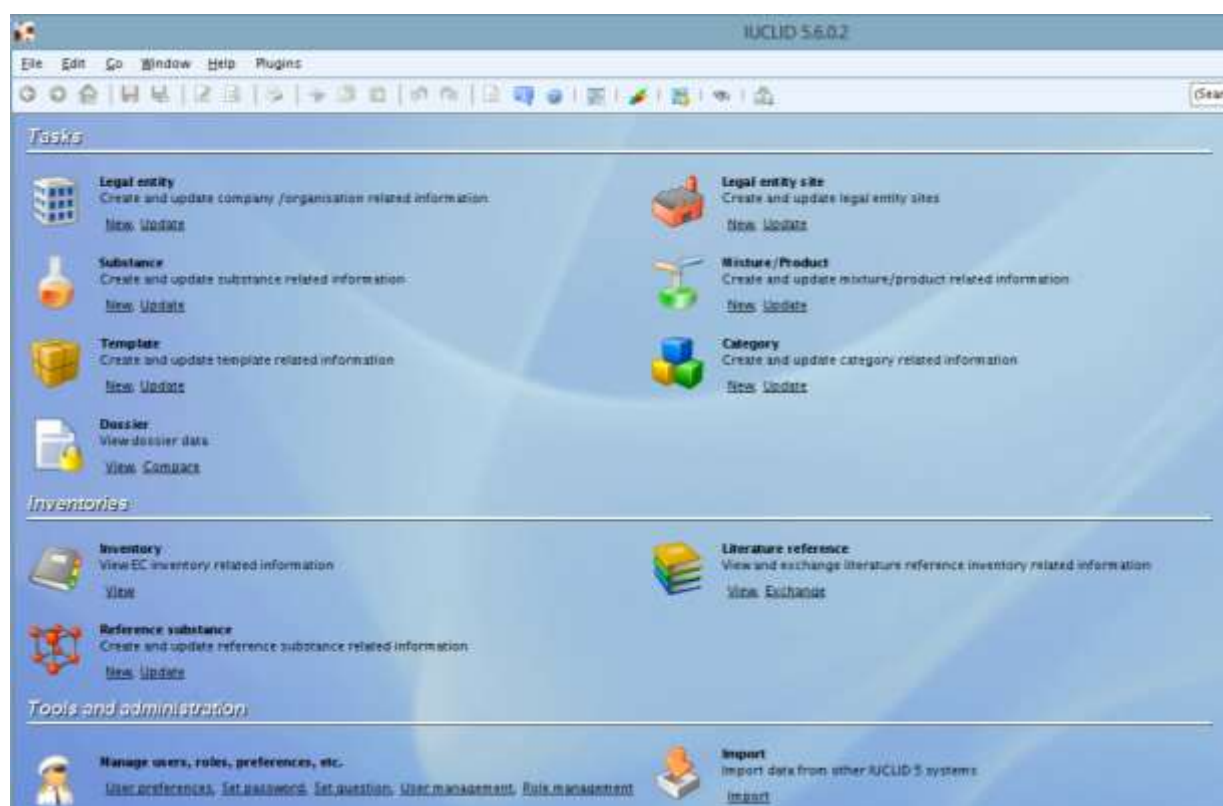 IUCLID 5.6.0.2
File Edit Go Window Help Plugins
(Sear
Tasks
Legal entity
Create and update company /organisation related information
New, Update
Legal entity site
Create and update legal entity sites
New, Update
Substance
Create and update substance related information
New, Update
Mixture/Product
Create and update mixture/product related information
New, Update
Template
Create and update template related information
New, Update
Category
Create and update category related information
New, Update
Dossier
View dossier data
View, Compare
Inventories
Inventory
View EC inventory related information
View
Literature reference
View and exchange literature reference inventory related information
View, Exchange
Reference substance
Create and update reference substance related information
New, Update
Tools and administration
Manage users, roles, preferences, etc.
User preferences, Set password, Set question, User management, Role management
Import
Import data from other IUCLID 5 systems
Import